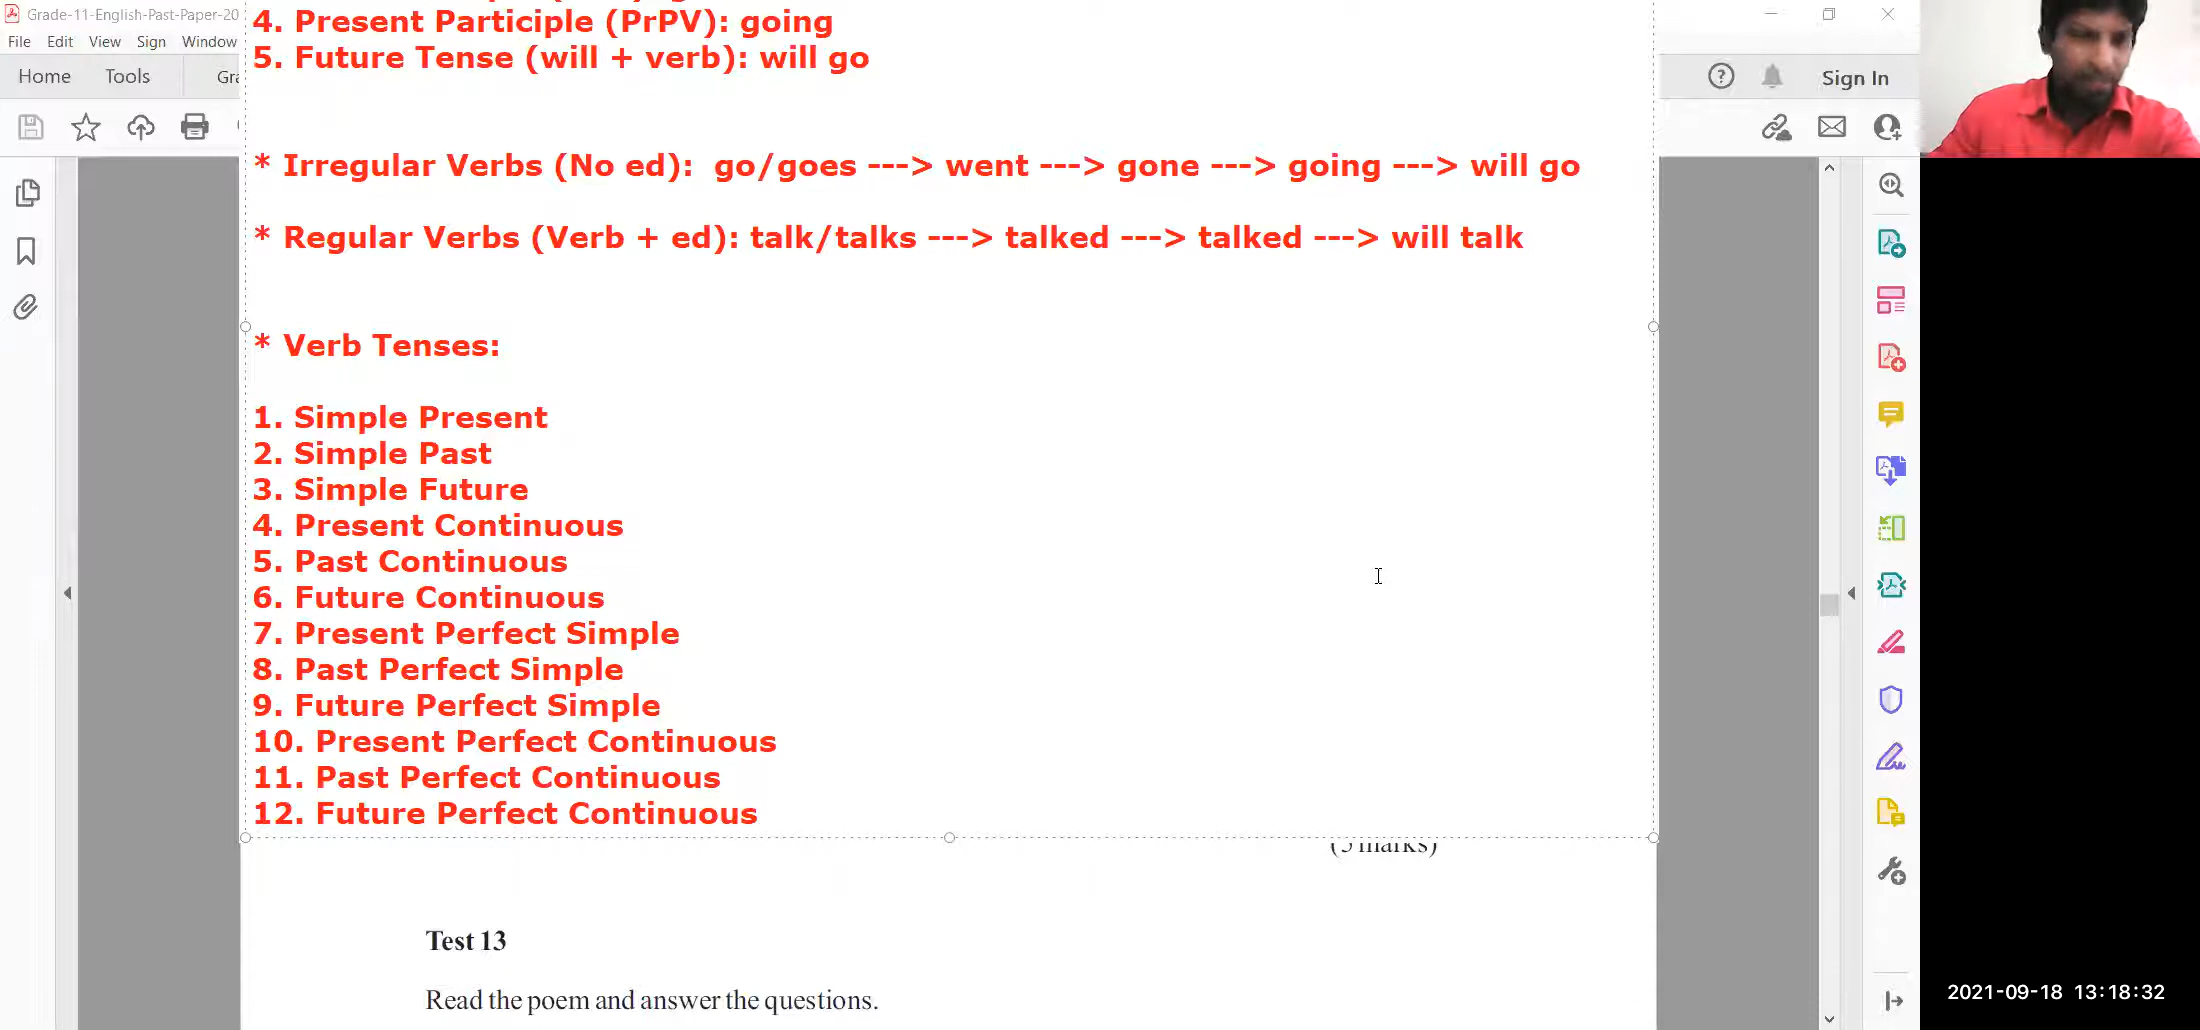 Grade-11-English-Past-Paper-20
File Edit View Sign Window
Home Tools
Sign In
4. Present Participle (PrPV): going
5. Future Tense (will + verb): will go
* Irregular Verbs (No ed): go/goes ---> went ---> gone ---> going ---> will go
* Regular Verbs (Verb + ed): talk/talks ---> talked ---> talked ---> will talk
* Verb Tenses:
1. Simple Present
2. Simple Past
3. Simple Future
4. Present Continuous
5. Past Continuous
6. Future Continuous
7. Present Perfect Simple
8. Past Perfect Simple
9. Future Perfect Simple
10. Present Perfect Continuous
11. Past Perfect Continuous
12. Future Perfect Continuous
(5 marks)
Test 13
Read the poem and answer the questions.
2021-09-18 13:18:32